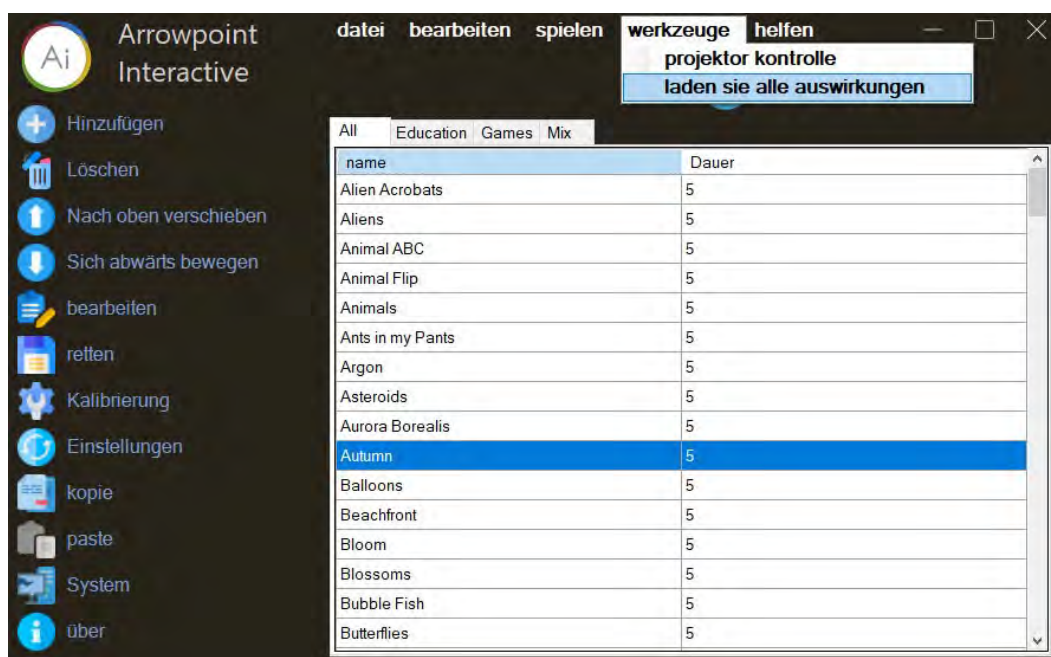 Ai
Arrowpoint
Interactive
datei bearbeiten spielen werkzeuge helfen
projektor kontrolle
laden sie alle auswirkungen
Hinzufügen
Löschen
Nach oben verschieben
Sich abwärts bewegen
bearbeiten
retten
Kalibrierung
Einstellungen
kopie
paste
System
über
All Education Games Mix
name Dauer
Alien Acrobats 5
Aliens 5
Animal ABC 5
Animal Flip 5
Animals 5
Ants in my Pants 5
Argon 5
Asteroids 5
Aurora Borealis 5
Autumn 5
Balloons 5
Beachfront 5
Bloom 5
Blossoms 5
Bubble Fish 5
Butterflies 5